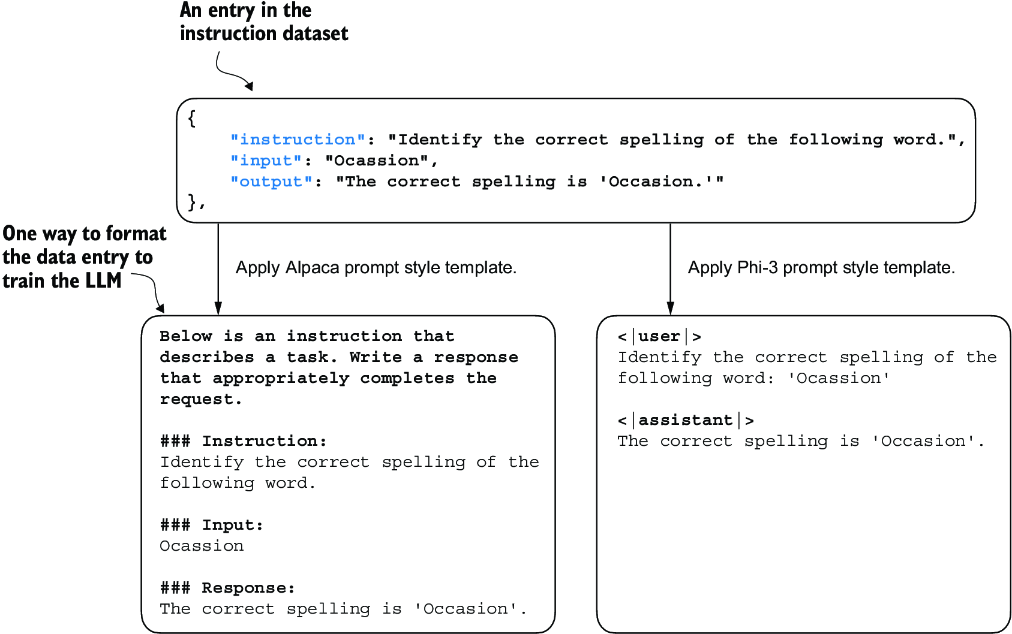 An entry in the
instruction dataset
{
"instruction": "Identify the correct spelling of the following word.",
"input": "Ocassion",
"output": "The correct spelling is 'Occasion.'"
},
One way to format
the data entry to
train the LLM
Apply Alpaca prompt style template.
Apply Phi-3 prompt style template.
Below is an instruction that
describes a task. Write a response
that appropriately completes the
request.
### Instruction:
Identify the correct spelling of the
following word.
### Input:
Ocassion
### Response:
The correct spelling is 'Occasion'.
<|user|>
Identify the correct spelling of the
following word: 'Ocassion'
<|assistant|>
The correct spelling is 'Occasion'.